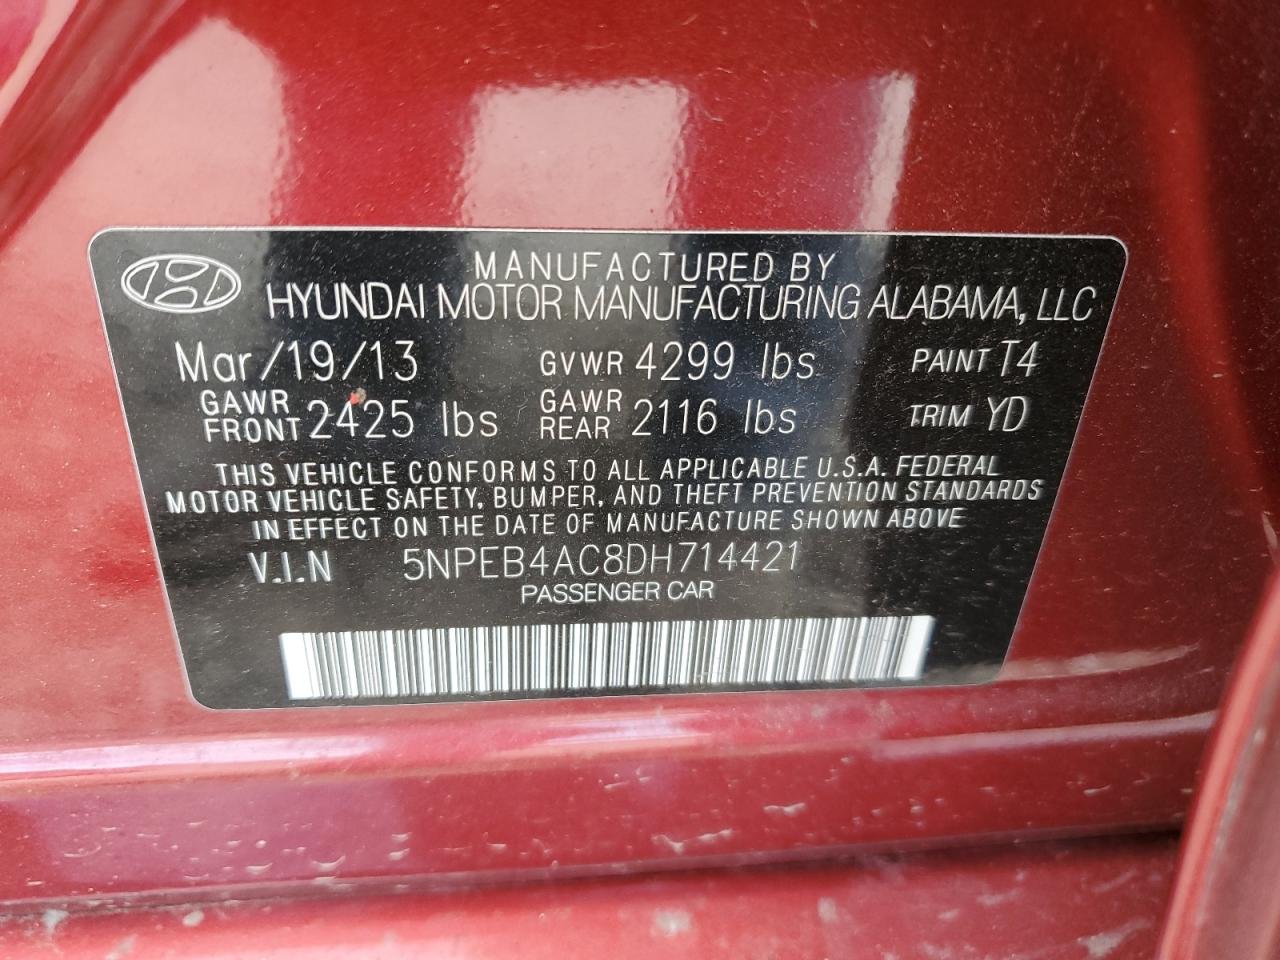 MANUFACTURED BY
HYUNDAI MOTOR MANUFACTURING ALABAMA, LLC
Mar/19/13 GVWR 4299 lbs PAINT T4
GAWR FRONT 2425 lbs GAWR REAR 2116 lbs TRIM YD
THIS VEHICLE CONFORMS TO ALL APPLICABLE U.S.A. FEDERAL
MOTOR VEHICLE SAFETY, BUMPER, AND THEFT PREVENTION STANDARDS
IN EFFECT ON THE DATE OF MANUFACTURE SHOWN ABOVE
V.I.N 5NPEB4AC8DH714421
PASSENGER CAR